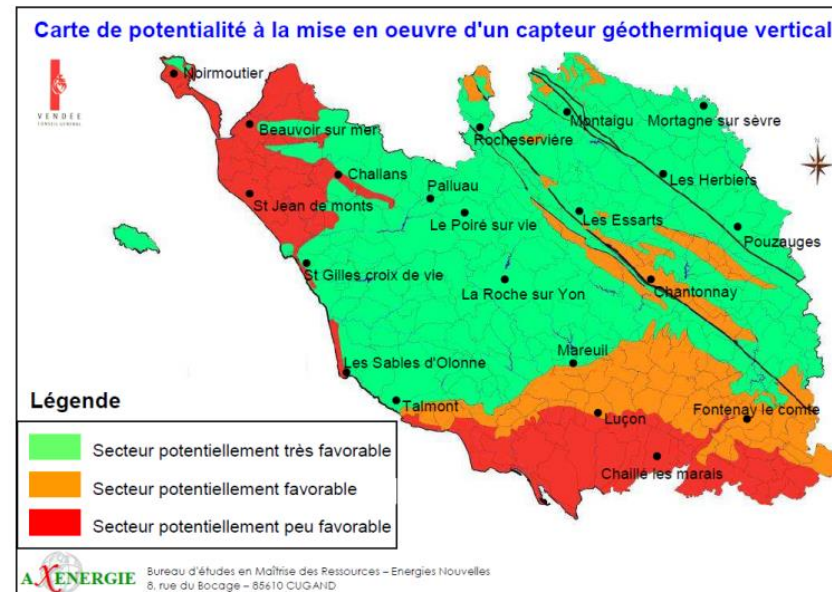 Carte de potentialité à la mise en oeuvre d'un capteur géothermique vertical
VENDEE
CONSEIL GENERAL
Noirmoutier
Beauvoir sur mer
Challans
St Jean de monts
Palluau
Le Poiré sur vie
Rocheservière
Montaigu
Mortagne sur sèvre
Les Herbiers
Les Essarts
Pouzauges
St Gilles croix de vie
La Roche sur Yon
Chantonnay
Mareuil
Les Sables d'Olonne
Talmont
Luçon
Fontenay le comte
Chaillé les marais
N
Légende
Secteur potentiellement très favorable
Secteur potentiellement favorable
Secteur potentiellement peu favorable
AXENERGIE
Bureau d'études en Maîtrise des Ressources – Energies Nouvelles
8, rue du Bocage – 85610 CUGAND